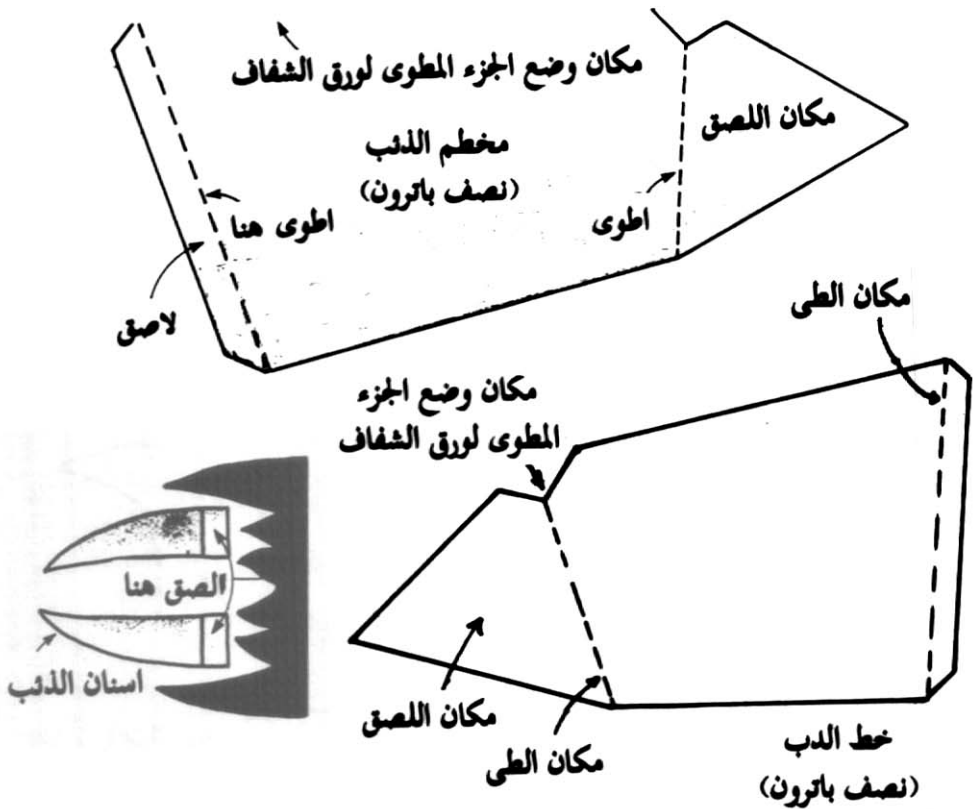 مكان وضع الجزء المطوى لورق الشفاف
مكان اللصق
مخطم الذئب
(نصف باترون)
اطوى هنا
اطوى
لاصق
مكان الطى
مكان وضع الجزء
المطوى لورق الشفاف
الصق هنا
اسنان الذئب
مكان اللصق
مكان الطى
خط الدب
(نصف باترون)